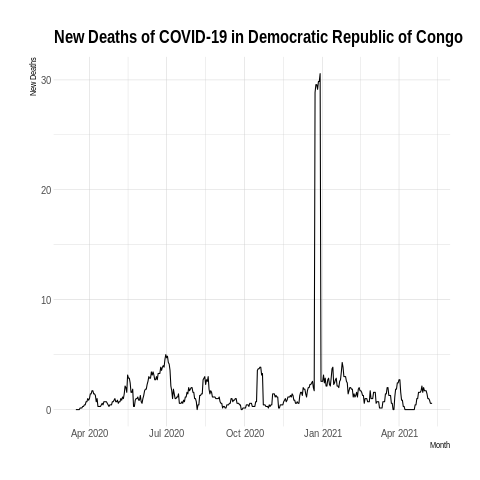 New Deaths of COVID-19 in Democratic Republic of Congo
New Deaths
30
20
10
0
Apr 2020 Jul 2020 Oct 2020 Jan 2021 Apr 2021
Month